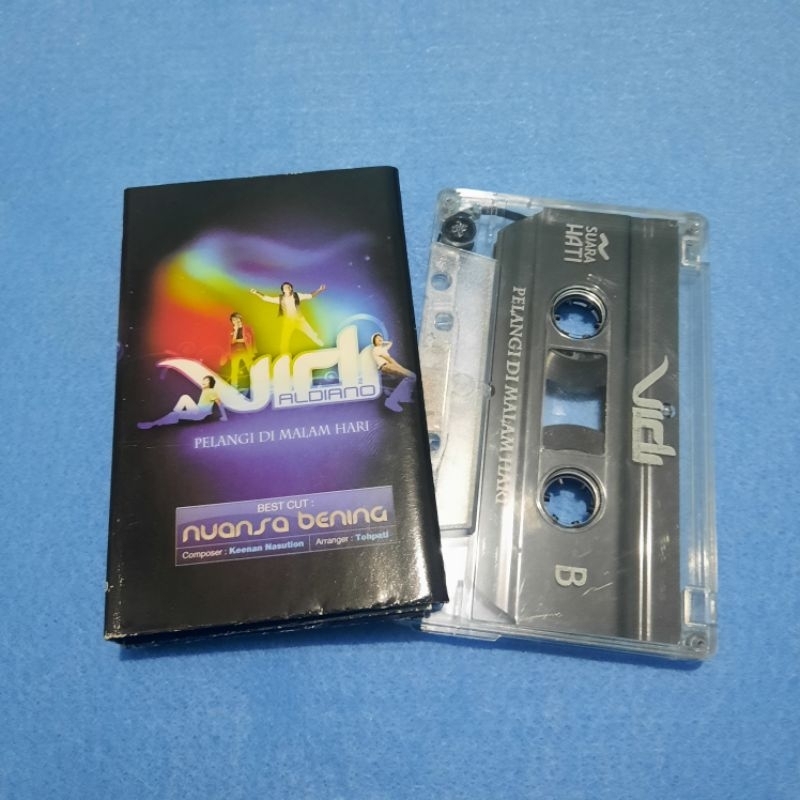 Vidi
ALDIANO
PELANGI DI MALAM HARI
BEST CUT :
nuansa bening
Composer : Keenan Nasution
Arranger : Tohpati
SUARA
HATI
PELANGI DI MALAM HARI
Vidi
B